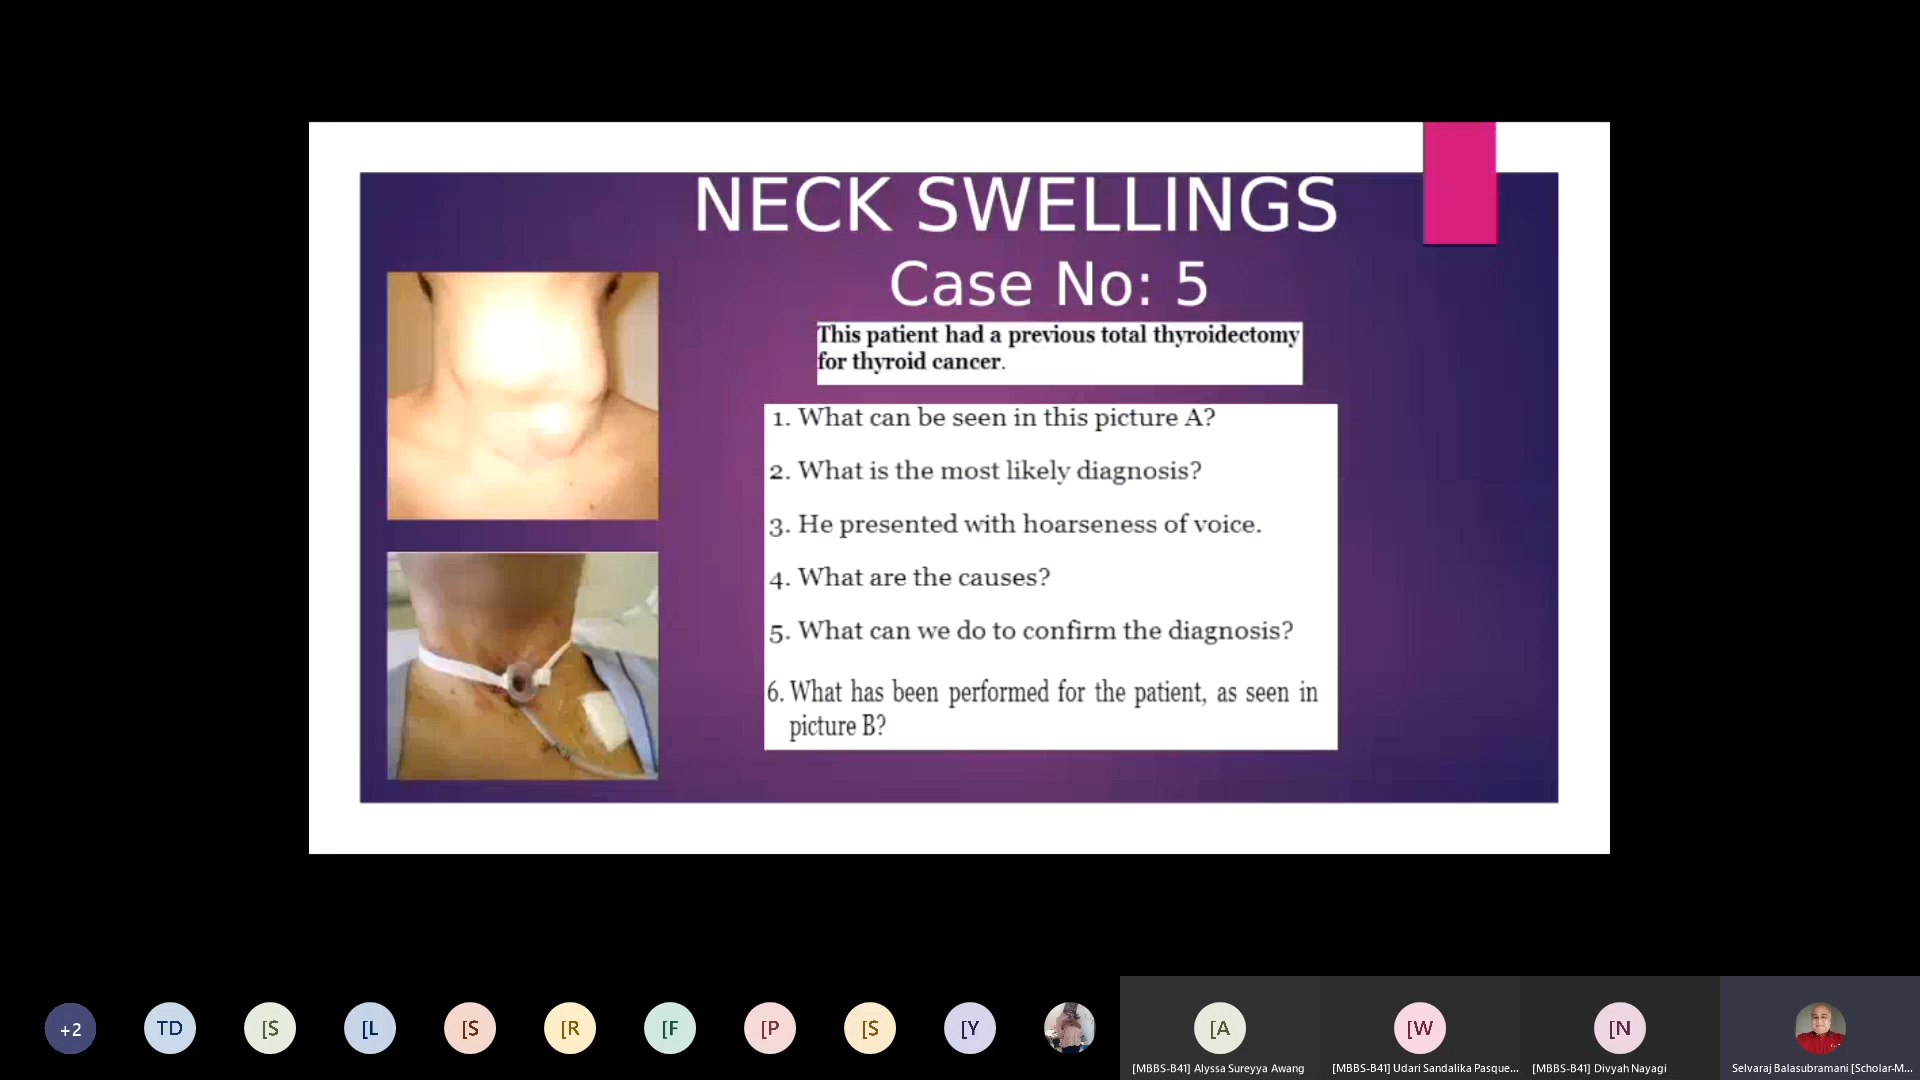 NECK SWELLINGS
Case No: 5
This patient had a previous total thyroidectomy
for thyroid cancer.
1. What can be seen in this picture A?
2. What is the most likely diagnosis?
3. He presented with hoarseness of voice.
4. What are the causes?
5. What can we do to confirm the diagnosis?
6. What has been performed for the patient, as seen in
picture B?
+2
TD
[S
[L
[S
[R
[F
[P
[S
[Y
[A
[W
[N
[MBBS-B41] Alyssa Sureyya Awang
[MBBS-B41] Udari Sandalika Pasque...
[MBBS-B41] Divyah Nayagi
Selvaraj Balasubramani [Scholar-M...